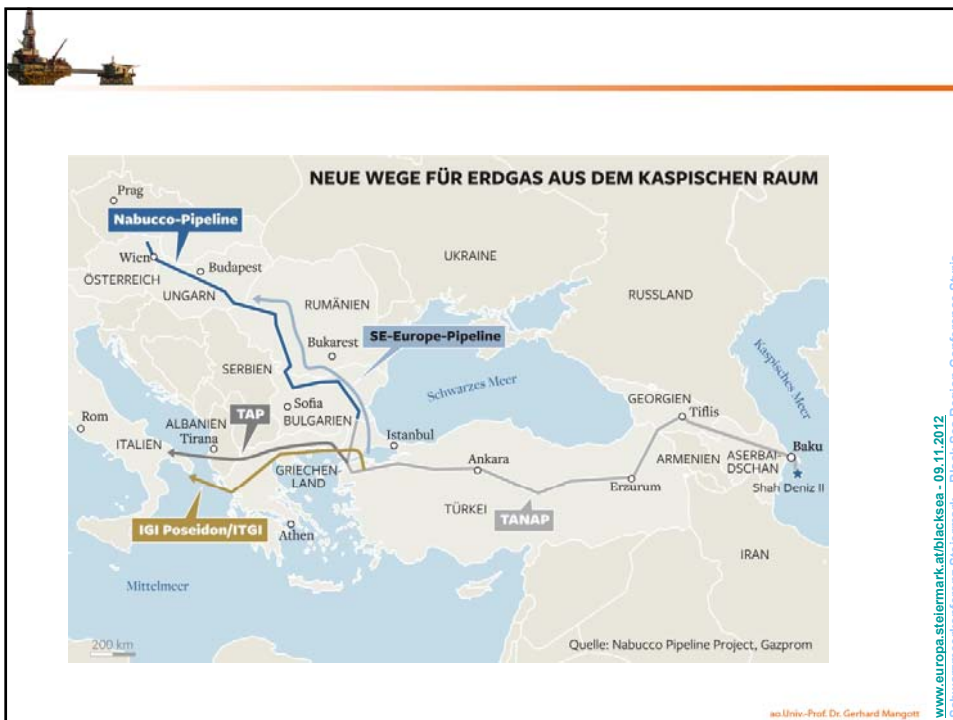 NEUE WEGE FÜR ERDGAS AUS DEM KASPISCHEN RAUM
Prag
Nabucco-Pipeline
Wien
Budapest
ÖSTERREICH
UNGARN
UKRAINE
RUSSLAND
RUMÄNIEN
SE-Europe-Pipeline
Bukarest
SERBIEN
Schwarzes Meer
Kaspisches Meer
Sofia
BULGARIEN
GEORGIEN
Tiflis
TAP
Rom
ITALIEN
ALBANIEN
Tirana
Istanbul
Ankara
ARMENIEN
ASERBAI-
DSCHAN
Baku
GRIECHEN-
LAND
Erzurum
Shah Deniz II
TÜRKEI
TANAP
IGI Poseidon/ITGI
Athen
IRAN
Mittelmeer
200 km
Quelle: Nabucco Pipeline Project, Gazprom
ao.Univ.-Prof. Dr. Gerhard Mangott
www.europa.steiermark.at/blacksea - 09.11.2012